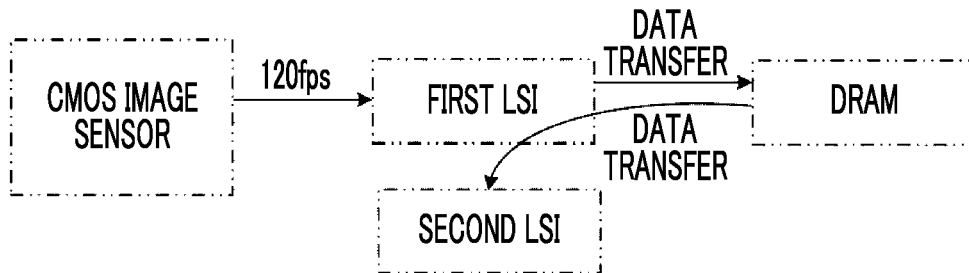 CMOS IMAGE
SENSOR
120fps
FIRST LSI
DATA
TRANSFER
DRAM
DATA
TRANSFER
SECOND LSI